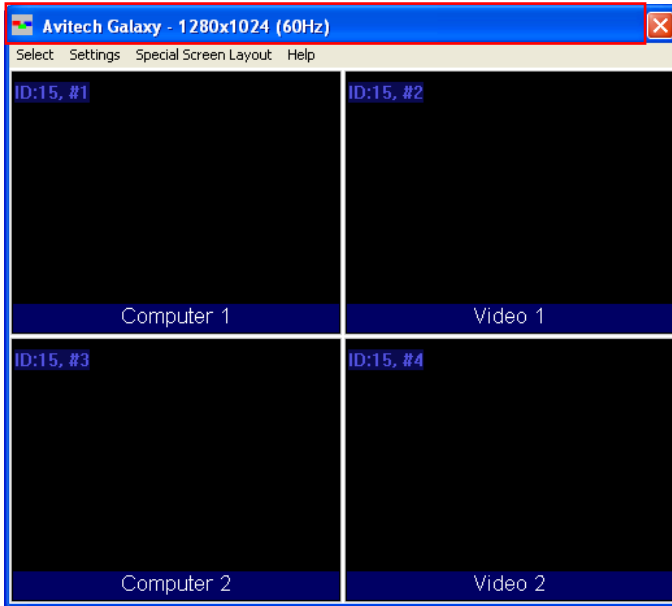 Avitech Galaxy - 1280x1024 (60Hz)
Select Settings Special Screen Layout Help
ID:15, #1
ID:15, #2
Computer 1
Video 1
ID:15, #3
ID:15, #4
Computer 2
Video 2